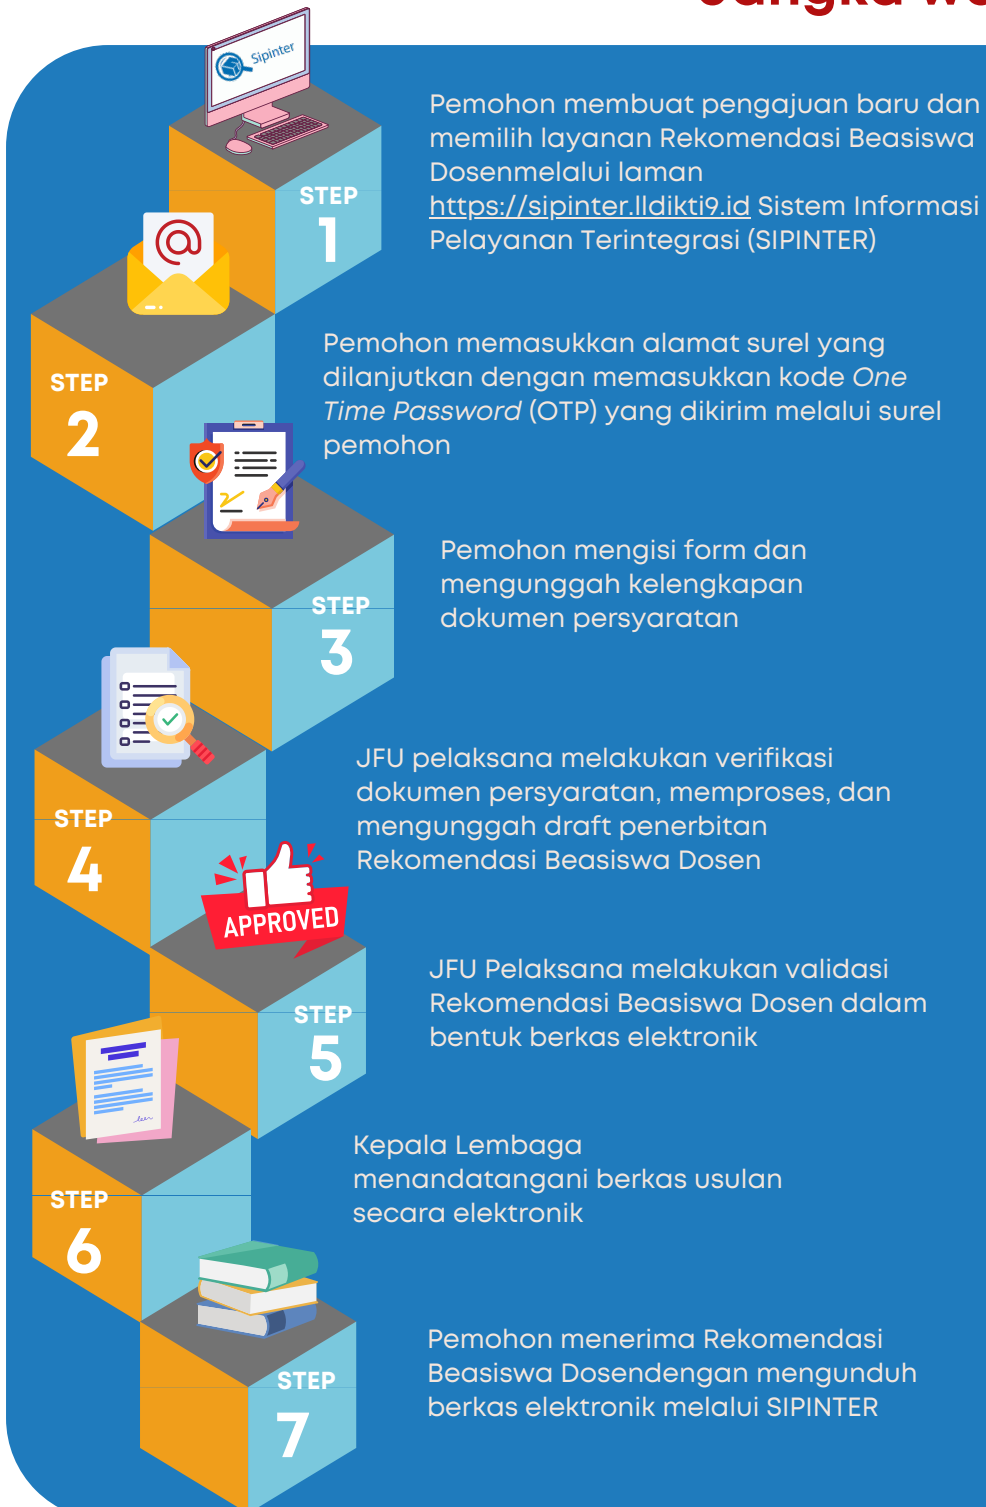 Jangka
Sipinter
STEP
1
Pemohon membuat pengajuan baru dan
memilih layanan Rekomendasi Beasiswa
Dosenmelalui laman
https://sipinter.lldikti9.id Sistem Informasi
Pelayanan Terintegrasi (SIPINTER)
STEP
2
Pemohon memasukkan alamat surel yang
dilanjutkan dengan memasukkan kode One
Time Password (OTP) yang dikirim melalui surel
pemohon
STEP
3
Pemohon mengisi form dan
mengunggah kelengkapan
dokumen persyaratan
STEP
4
JFU pelaksana melakukan verifikasi
dokumen persyaratan, memproses, dan
mengunggah draft penerbitan
Rekomendasi Beasiswa Dosen
APPROVED
STEP
5
JFU Pelaksana melakukan validasi
Rekomendasi Beasiswa Dosen dalam
bentuk berkas elektronik
STEP
6
Kepala Lembaga
menandatangani berkas usulan
secara elektronik
STEP
7
Pemohon menerima Rekomendasi
Beasiswa Dosendengan mengunduh
berkas elektronik melalui SIPINTER